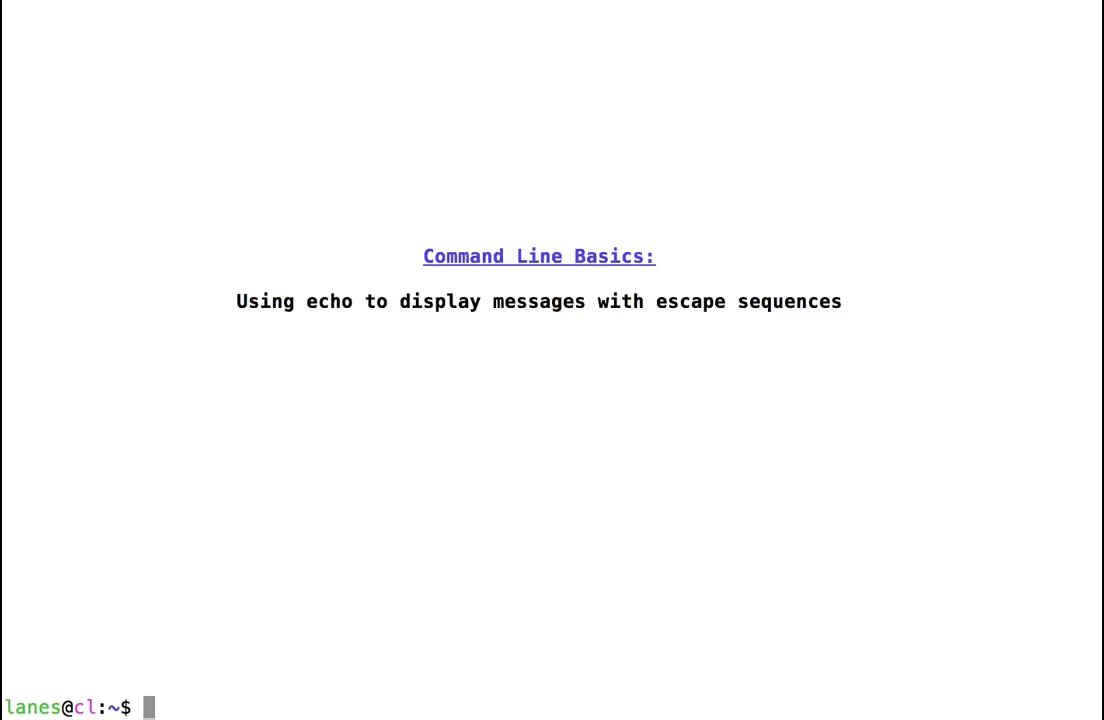 Command Line Basics:
Using echo to display messages with escape sequences
lanes@cl:~$